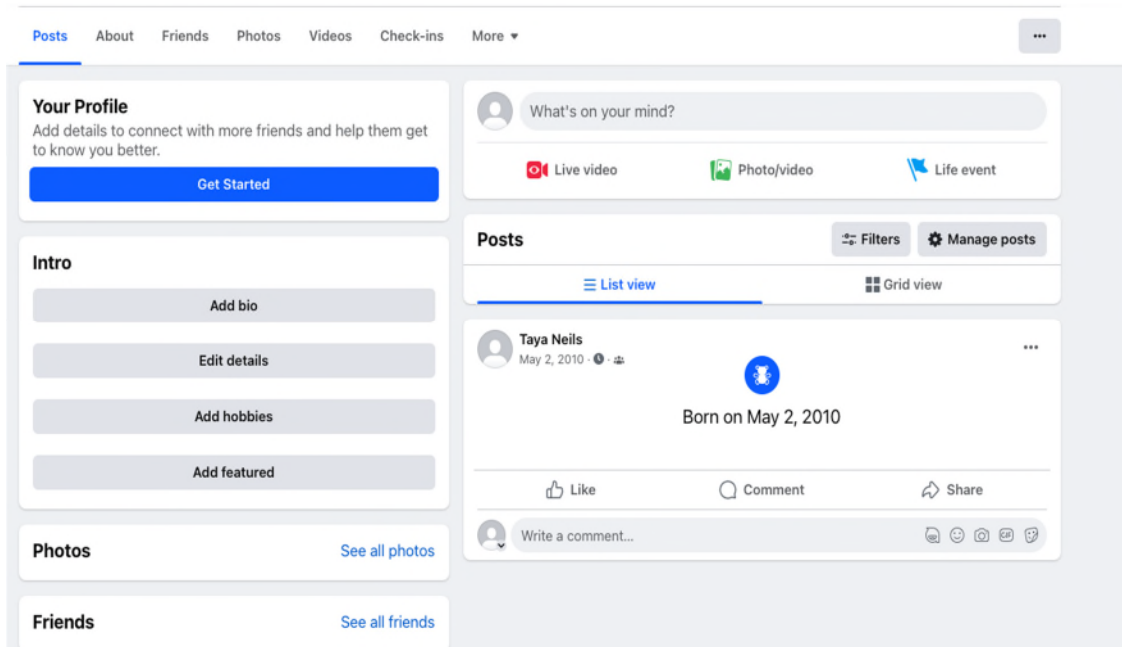 Posts About Friends Photos Videos Check-ins More
Your Profile
Add details to connect with more friends and help them get
to know you better.
Get Started
Intro
Add bio
Edit details
Add hobbies
Add featured
Photos See all photos
Friends See all friends
What's on your mind?
Live video Photo/video Life event
Posts Filters Manage posts
List view Grid view
Taya Neils
May 2, 2010 · ·
Born on May 2, 2010
Like Comment Share
Write a comment...
GIF